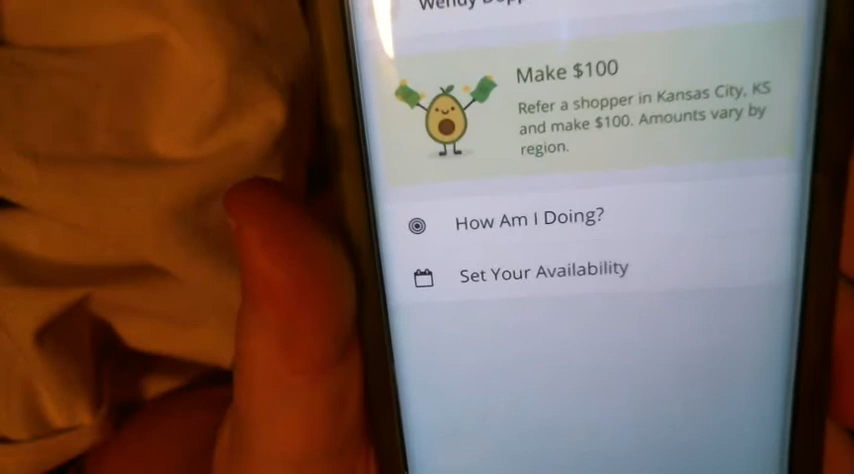 Wendy
Make $100
Refer a shopper in Kansas City, KS
and make $100. Amounts vary by
region.
How Am I Doing?
Set Your Availability